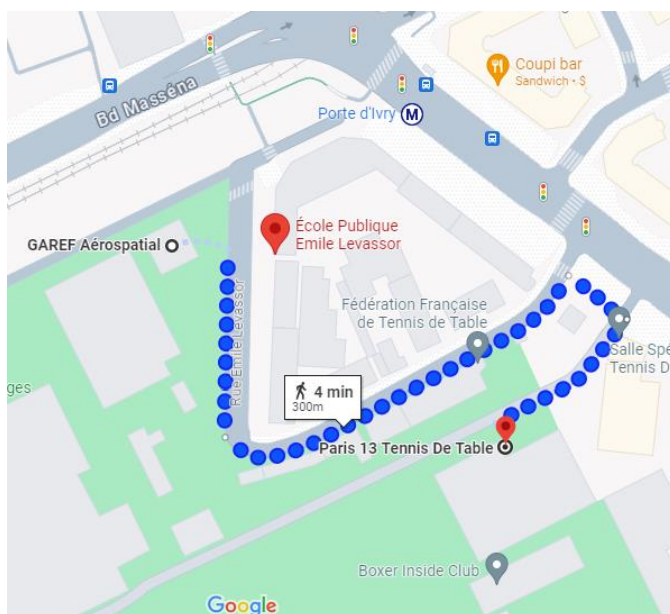 Coupi bar
Sandwich • $
Bd Masséna
Porte d'Ivry
M
GAREF Aérospatial
École Publique
Emile Levassor
Rue Emile Levassor
Fédération Française
de Tennis de Table
Salle Spé
Tennis D
4 min
300m
ges
Paris 13 Tennis De Table
Boxer Inside Club
Google